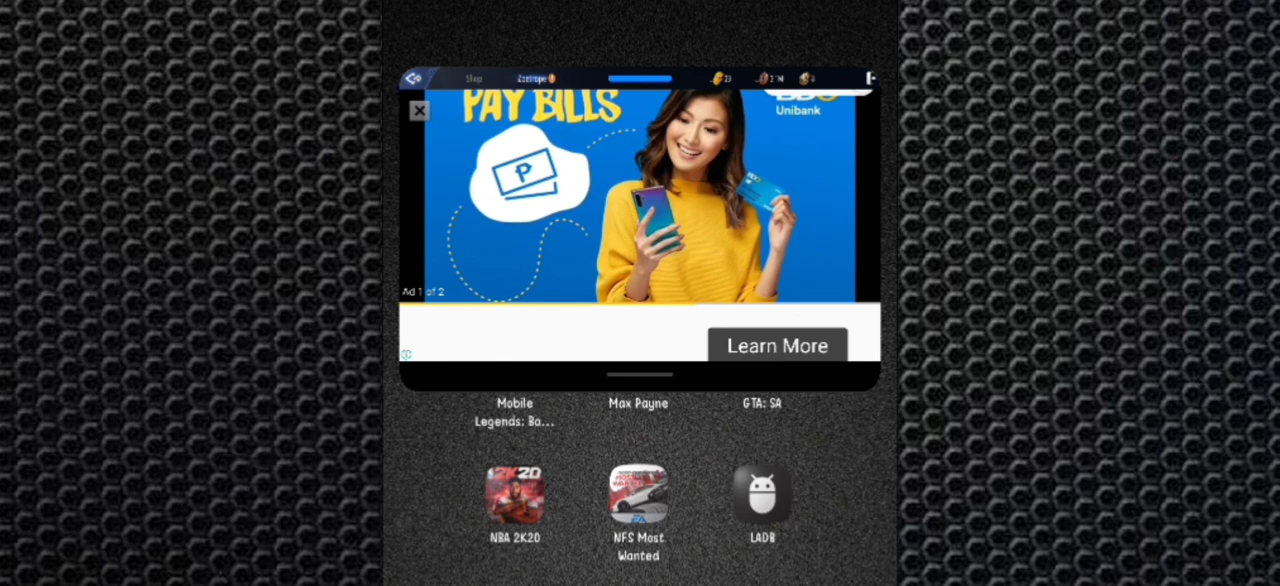 Shop
PAY BILLS
Unibank
Ad 1 of 2
Learn More
Mobile
Legends: Ba...
Max Payne
GTA: SA
2K20
NBA 2K20
NFS Most
Wanted
LADB